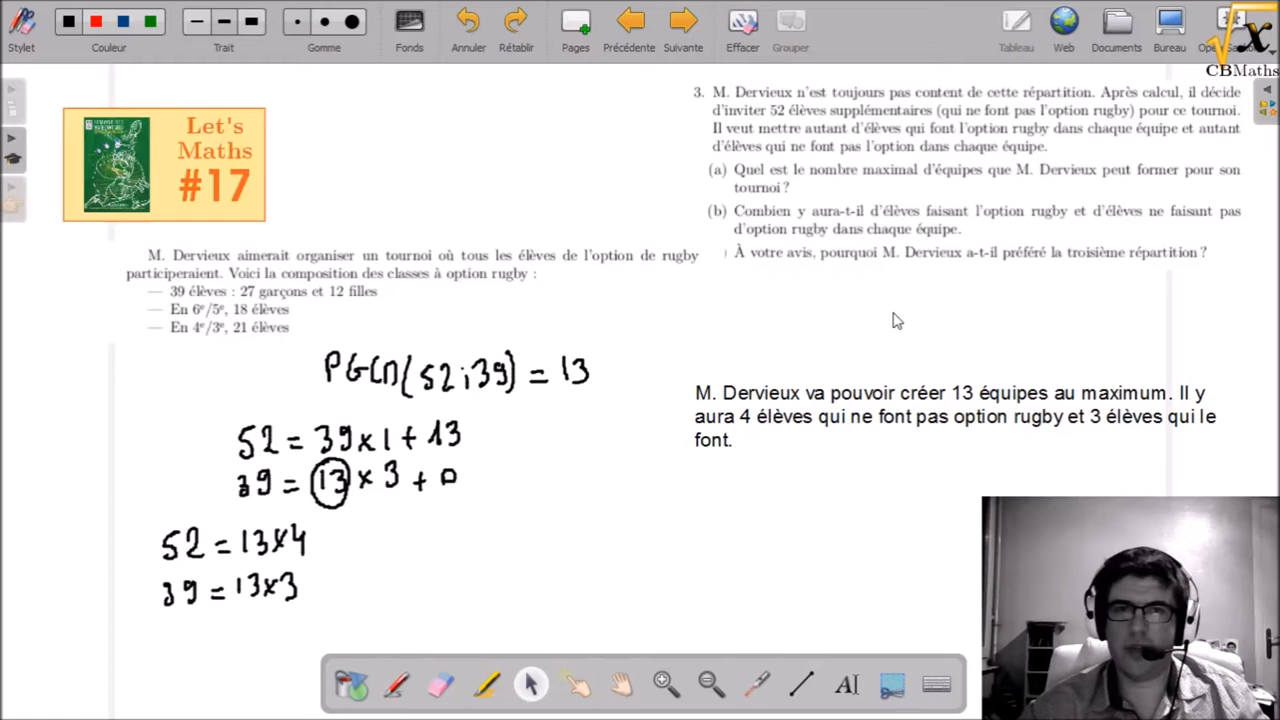 Stylet
Couleur
Trait
Gomme
Fonds
Annuler
Rétablir
Pages
Précédente
Suivante
Effacer
Grouper
Tableau
Web
Documents
Bureau
CBMaths
Let's
Maths
#17
M. Dervieux aimerait organiser un tournoi où tous les élèves de l'option de rugby
participeraient. Voici la composition des classes à option rugby :
— 39 élèves : 27 garçons et 12 filles
— En 6e/5e, 18 élèves
— En 4e/3e, 21 élèves
PGCD(52;39) = 13
52 = 39x1 + 13
39 = 13 x 3 + 0
52 = 13x4
39 = 13x3
3. M. Dervieux n'est toujours pas content de cette répartition. Après calcul, il décide
d'inviter 52 élèves supplémentaires (qui ne font pas l'option rugby) pour ce tournoi.
Il veut mettre autant d'élèves qui font l'option rugby dans chaque équipe et autant
d'élèves qui ne font pas l'option dans chaque équipe.
(a) Quel est le nombre maximal d'équipes que M. Dervieux peut former pour son
tournoi ?
(b) Combien y aura-t-il d'élèves faisant l'option rugby et d'élèves ne faisant pas
d'option rugby dans chaque équipe.
) À votre avis, pourquoi M. Dervieux a-t-il préféré la troisième répartition ?
M. Dervieux va pouvoir créer 13 équipes au maximum. Il y
aura 4 élèves qui ne font pas option rugby et 3 élèves qui le
font.
AI